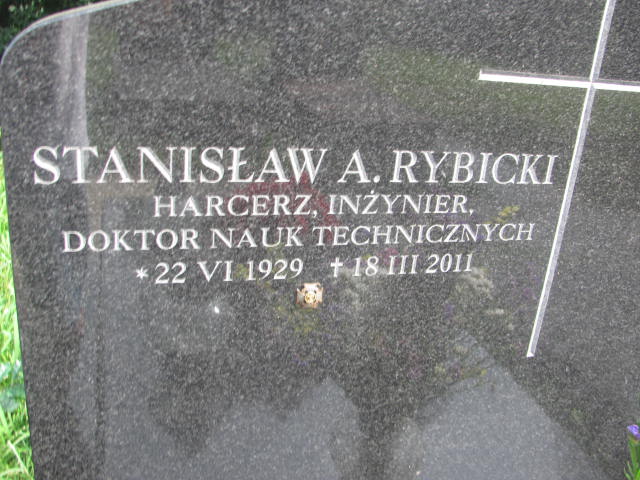 STANISŁAW A. RYBICKI
HARCERZ, INŻYNIER,
DOKTOR NAUK TECHNICZNYCH
*22 VI 1929 †18 III 2011